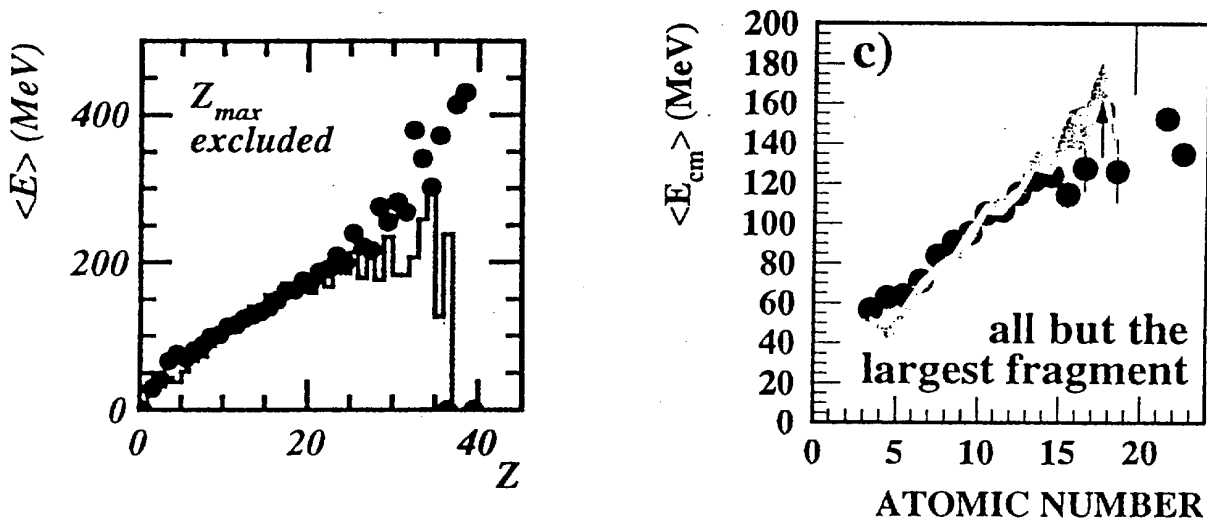 <E> (MeV)
400
200
0
Z_max
excluded
0
20
40
Z
<E_cm> (MeV)
200
180
160
140
120
100
80
60
40
20
0
c)
all but the
largest fragment
0
5
10
15
20
ATOMIC NUMBER